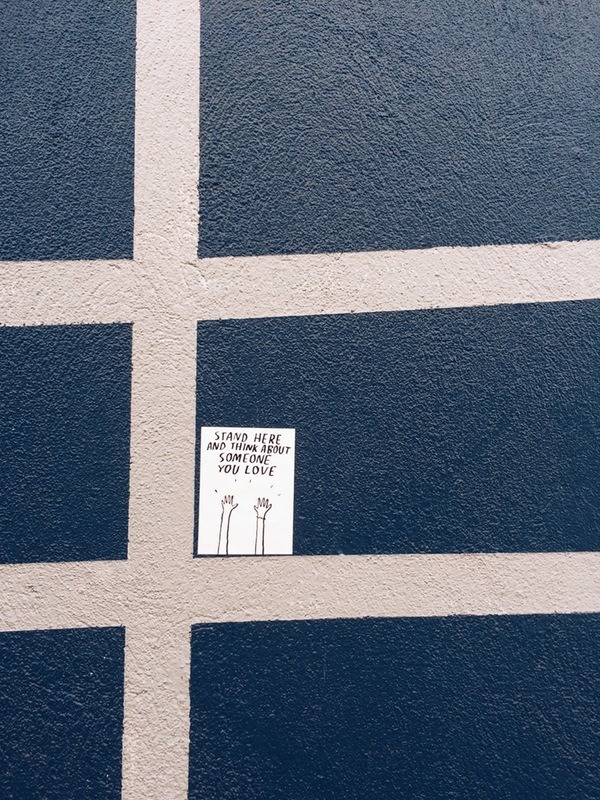 STAND HERE
AND THINK ABOUT
SOMEONE
YOU LOVE